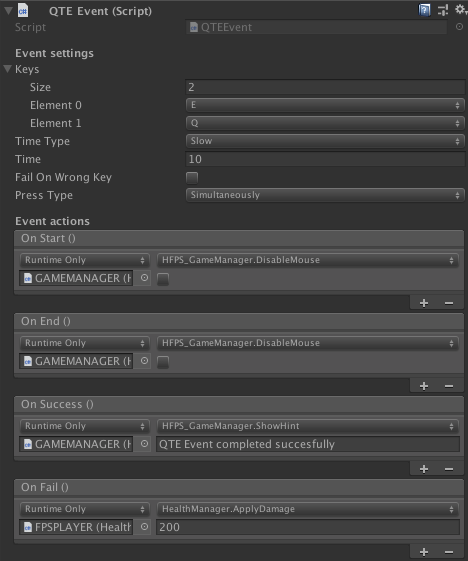 QTE Event (Script)
Script QTEEvent
Event settings
Keys
Size 2
Element 0 E
Element 1 Q
Time Type Slow
Time 10
Fail On Wrong Key
Press Type Simultaneously
Event actions
On Start ()
Runtime Only HFPS_GameManager.DisableMouse
GAMEMANAGER (H
On End ()
Runtime Only HFPS_GameManager.DisableMouse
GAMEMANAGER (H
On Success ()
Runtime Only HFPS_GameManager.ShowHint
GAMEMANAGER (H QTE Event completed succesfully
On Fail ()
Runtime Only HealthManager.ApplyDamage
FPSPLAYER (Health 200